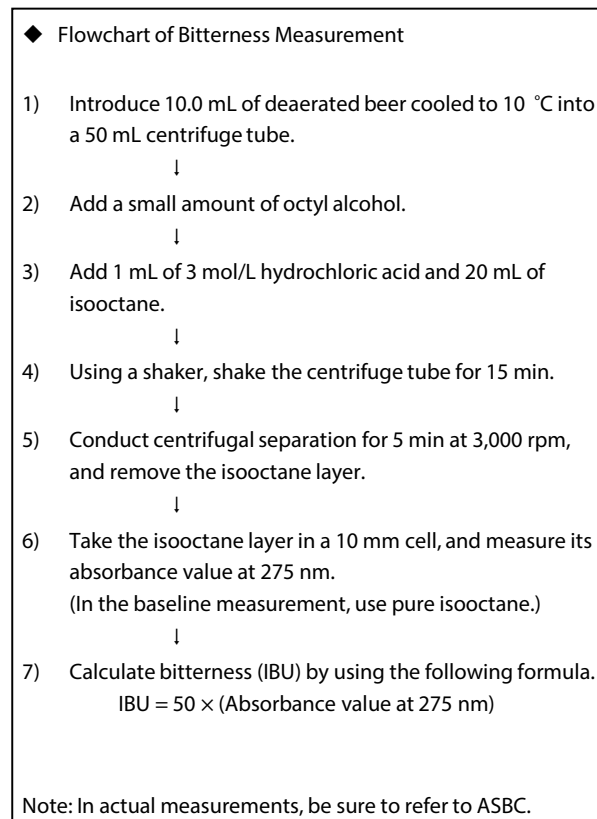 ◆ Flowchart of Bitterness Measurement
1) Introduce 10.0 mL of deaerated beer cooled to 10 ℃ into
a 50 mL centrifuge tube.
↓
2) Add a small amount of octyl alcohol.
↓
3) Add 1 mL of 3 mol/L hydrochloric acid and 20 mL of
isooctane.
↓
4) Using a shaker, shake the centrifuge tube for 15 min.
↓
5) Conduct centrifugal separation for 5 min at 3,000 rpm,
and remove the isooctane layer.
↓
6) Take the isooctane layer in a 10 mm cell, and measure its
absorbance value at 275 nm.
(In the baseline measurement, use pure isooctane.)
↓
7) Calculate bitterness (IBU) by using the following formula.
IBU = 50 × (Absorbance value at 275 nm)
Note: In actual measurements, be sure to refer to ASBC.